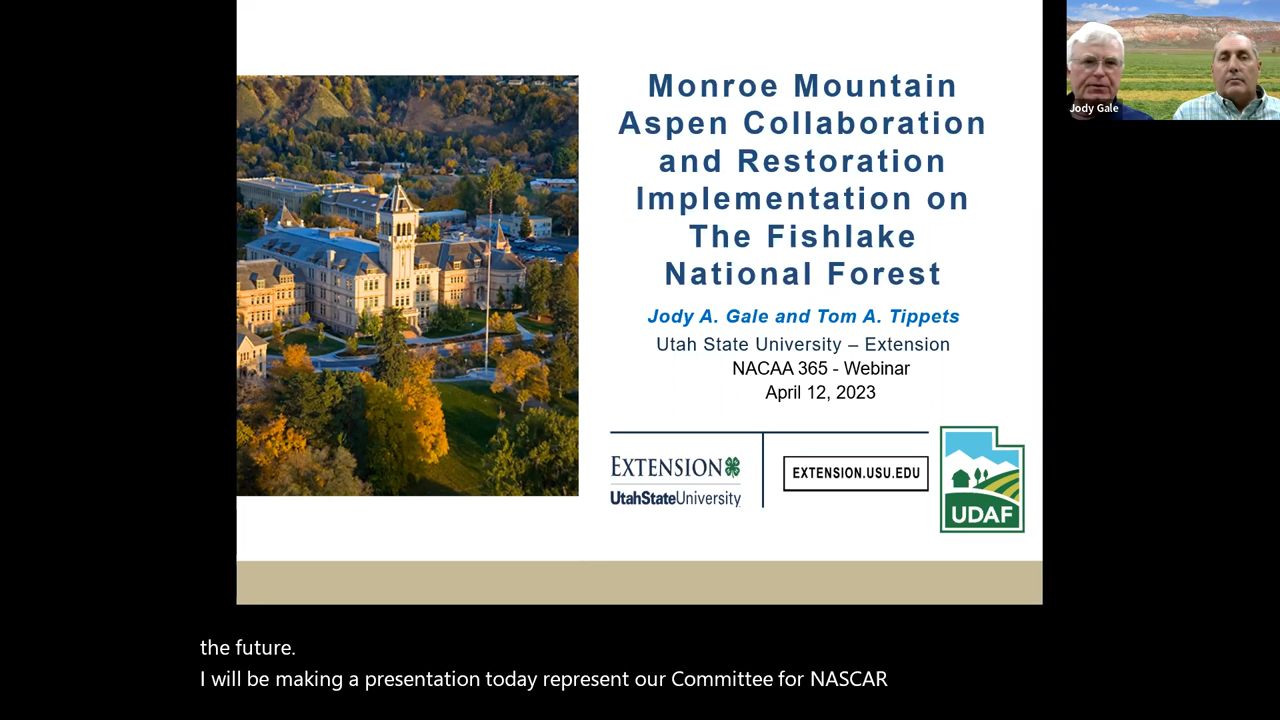 Monroe Mountain
Aspen Collaboration
and Restoration
Implementation on
The Fishlake
National Forest
Jody A. Gale and Tom A. Tippets
Utah State University – Extension
NACAA 365 - Webinar
April 12, 2023
EXTENSION
UtahStateUniversity
EXTENSION.USU.EDU
UDAF
Jody Gale
the future.
I will be making a presentation today represent our Committee for NASCAR